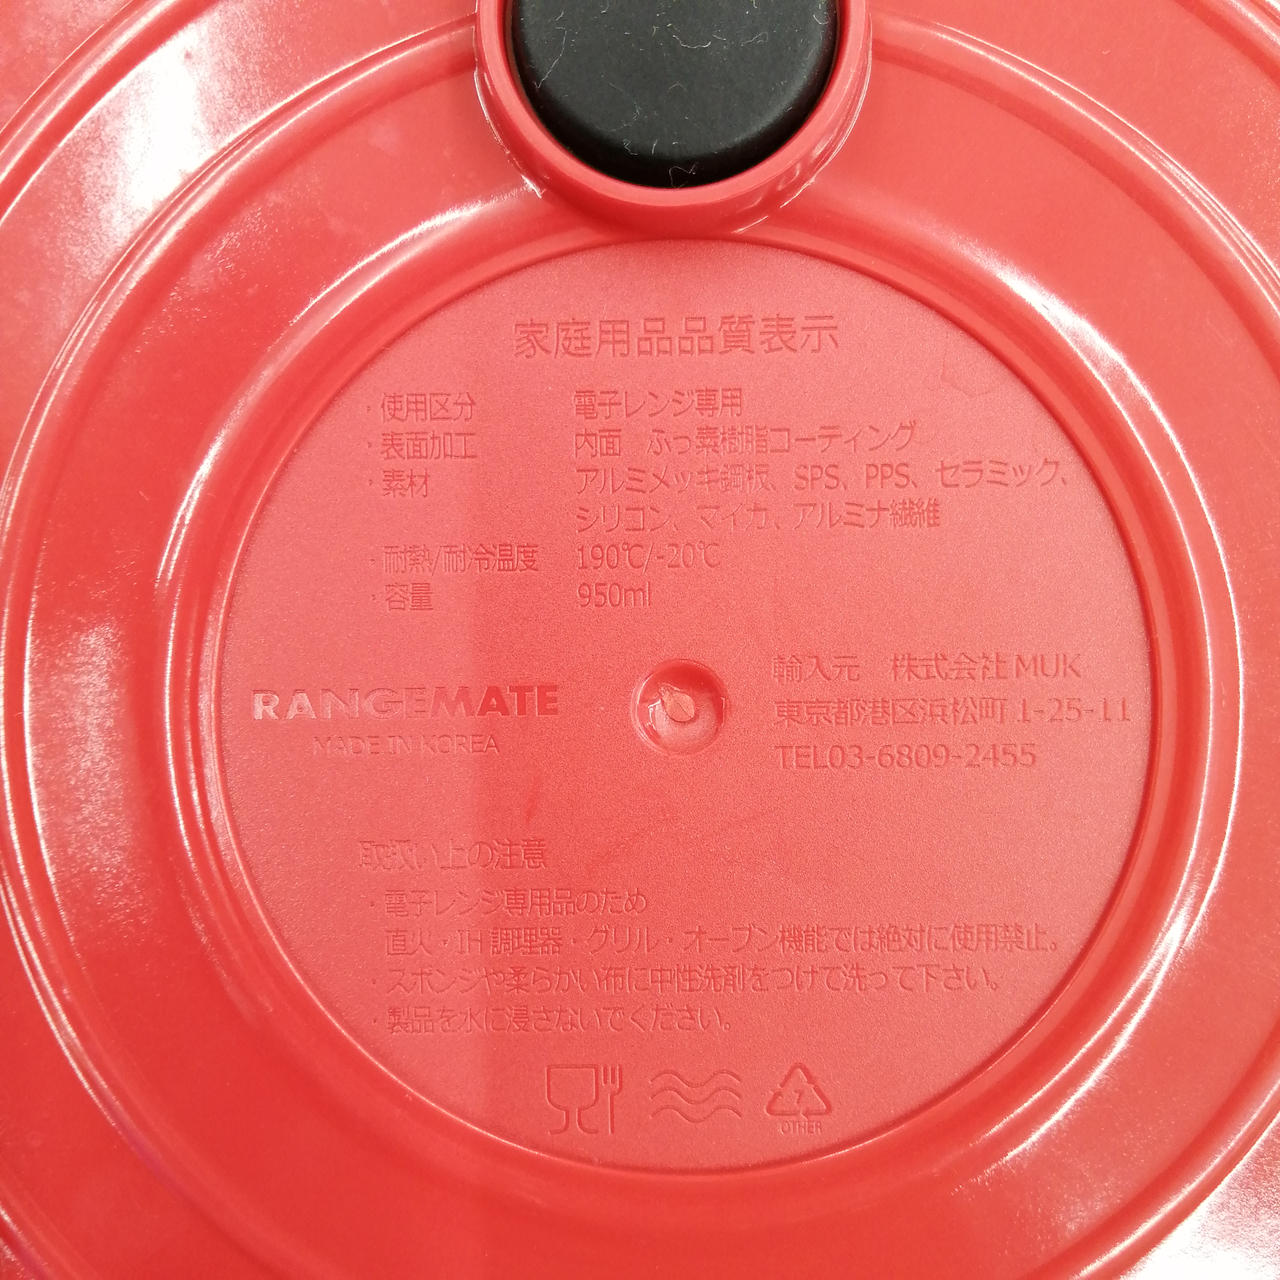 家庭用品品質表示
・使用区分 電子レンジ専用
・表面加工 内面 ふっ素樹脂コーティング
・素材 アルミメッキ鋼板、SPS、PPS、セラミック、
シリコン、マイカ、アルミナ繊維
・耐熱/耐冷温度 190℃/-20℃
・容量 950ml
RANGEMATE
MADE IN KOREA
輸入元 株式会社MUK
東京都港区浜松町 1-25-11
TEL03-6809-2455
取扱い上の注意
・電子レンジ専用品のため
直火・IH 調理器・グリル・オーブン機能では絶対に使用禁止。
・スポンジや柔らかい布に中性洗剤をつけて洗って下さい。
・製品を水に浸さないでください。
7
OTHER